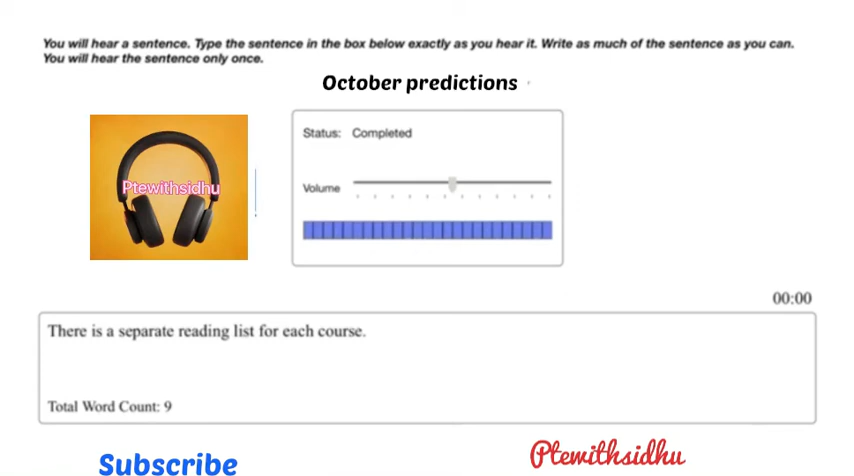 You will hear a sentence. Type the sentence in the box below exactly as you hear it. Write as much of the sentence as you can.
You will hear the sentence only once.
October predictions
Status: Completed
Ptewithsidhu
Volume
00:00
There is a separate reading list for each course.
Total Word Count: 9
Subscribe
Ptewithsidhu